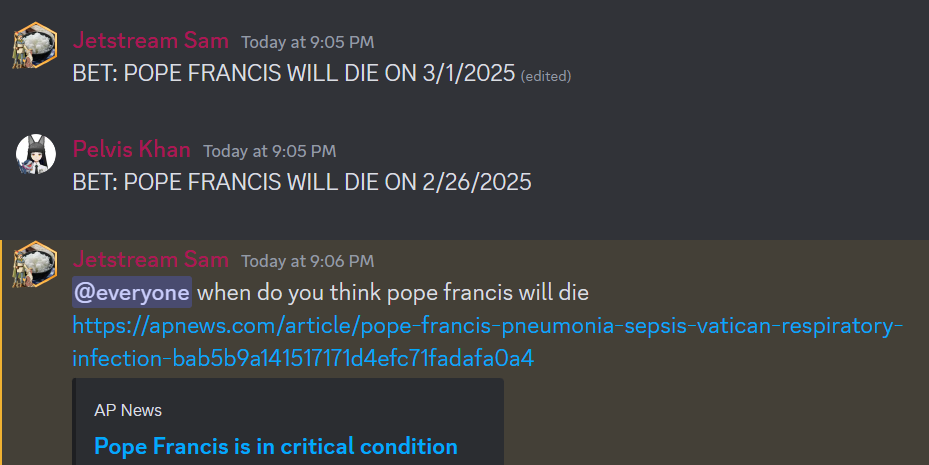 Jetstream Sam Today at 9:05 PM
BET: POPE FRANCIS WILL DIE ON 3/1/2025 (edited)
Pelvis Khan Today at 9:05 PM
BET: POPE FRANCIS WILL DIE ON 2/26/2025
Jetstream Sam Today at 9:06 PM
@everyone when do you think pope francis will die
https://apnews.com/article/pope-francis-pneumonia-sepsis-vatican-respiratory-
infection-bab5b9a141517171d4efc71fadafa0a4
AP News
Pope Francis is in critical condition